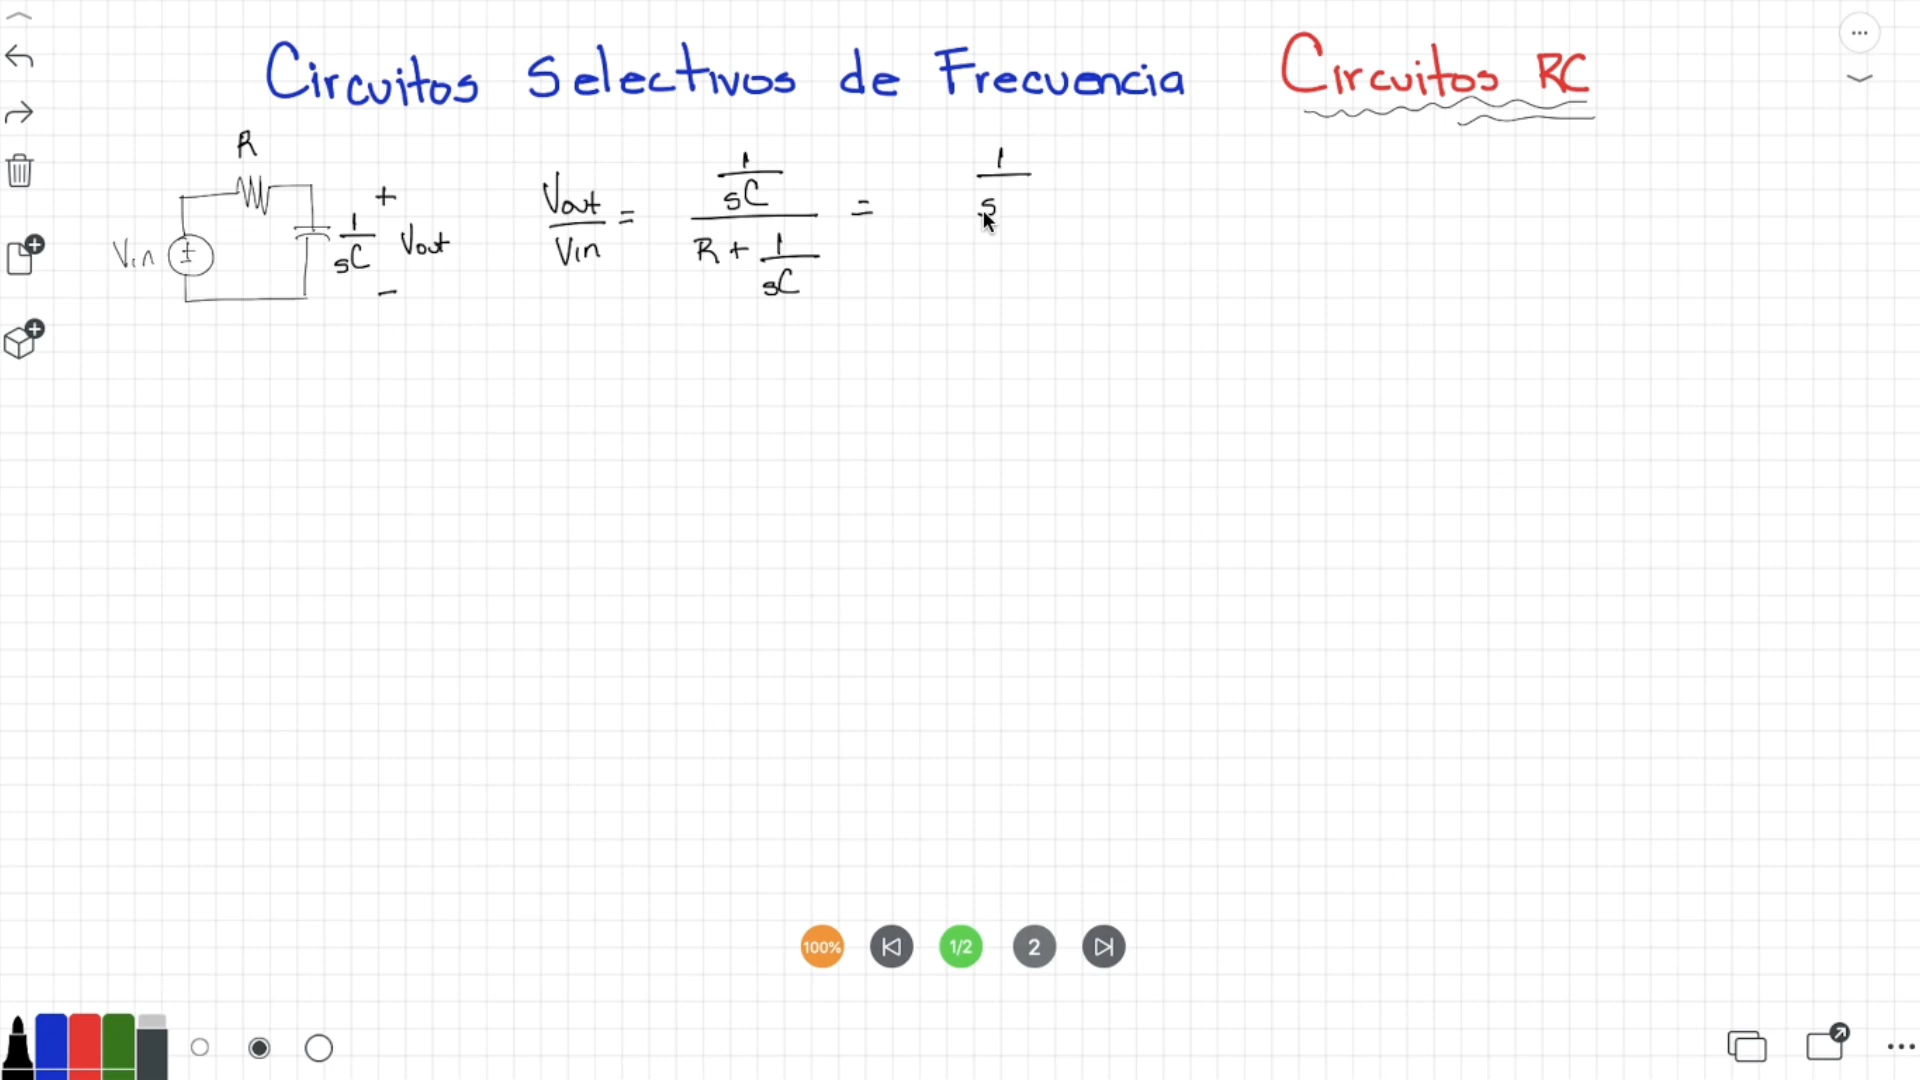 Circuitos Selectivos de Frecuencia Circuitos RC
R
Vin ± 1/sC + Vout −
Vout/Vin = (1/sC)/(R + 1/sC) = 1/s
100% 1/2 2